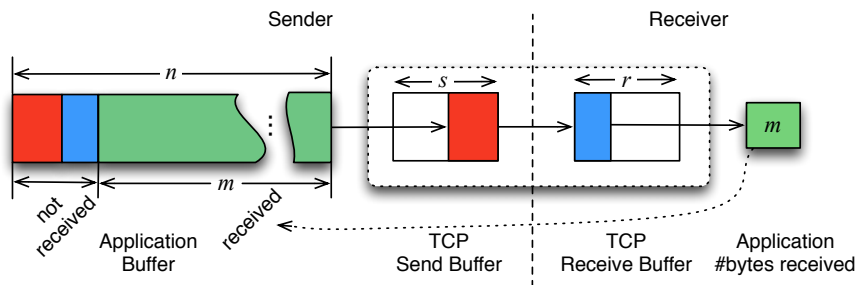 Sender
Receiver
n
s
r
m
m
not
received
received
Application
Buffer
TCP
Send Buffer
TCP
Receive Buffer
Application
#bytes received